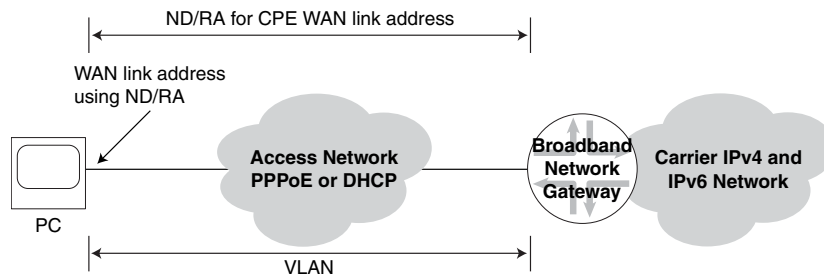 ND/RA for CPE WAN link address
WAN link address
using ND/RA
Access Network
PPPoE or DHCP
Broadband
Network
Gateway
Carrier IPv4 and
IPv6 Network
PC
VLAN